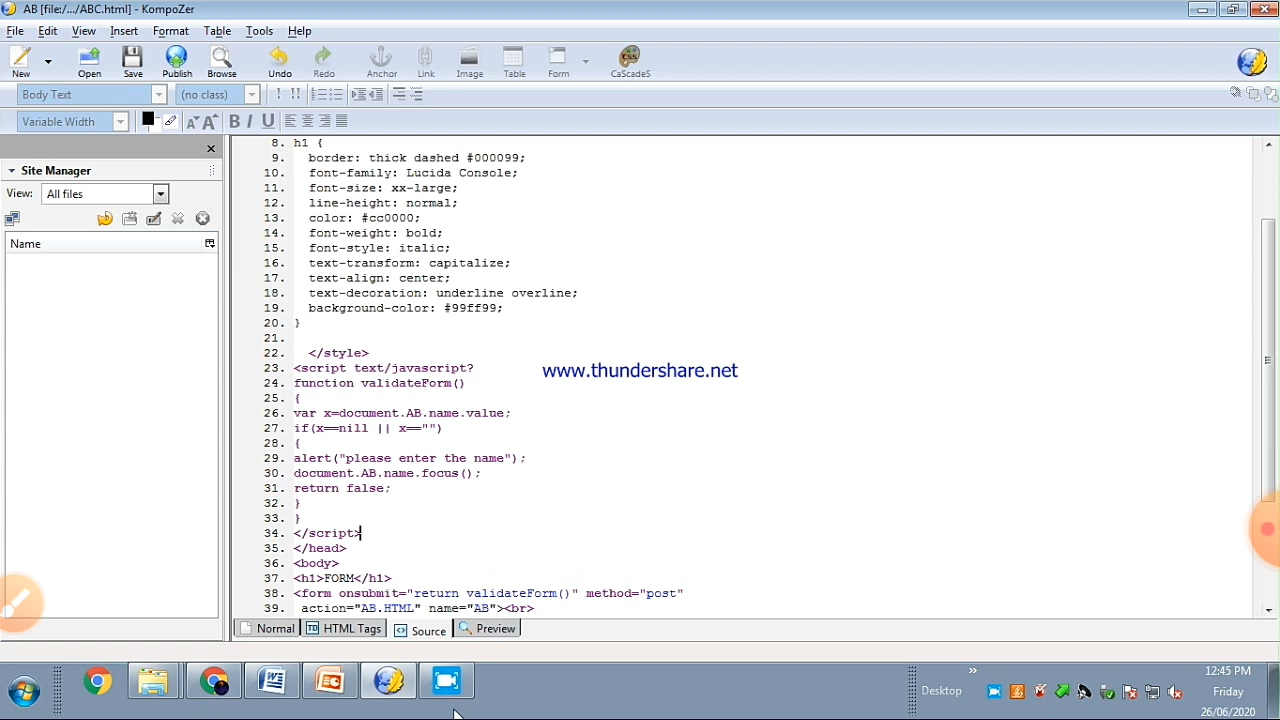 AB [file:/.../ABC.html] - KompoZer
File Edit View Insert Format Table Tools Help
New Open Save Publish Browse Undo Redo Anchor Link Image Table Form CaScadeS
Body Text (no class)
Variable Width B I U
Site Manager
View: All files
Name
8. h1 {
9. border: thick dashed #000099;
10. font-family: Lucida Console;
11. font-size: xx-large;
12. line-height: normal;
13. color: #cc0000;
14. font-weight: bold;
15. font-style: italic;
16. text-transform: capitalize;
17. text-align: center;
18. text-decoration: underline overline;
19. background-color: #99ff99;
20. }
21.
22. </style>
23. <script text/javascript?
24. function validateForm()
25. {
26. var x=document.AB.name.value;
27. if(x==nill || x=="")
28. {
29. alert("please enter the name");
30. document.AB.name.focus();
31. return false;
32. }
33. }
34. </script>
35. </head>
36. <body>
37. <h1>FORM</h1>
38. <form onsubmit="return validateForm()" method="post"
39. action="AB.HTML" name="AB"><br>
www.thundershare.net
Normal HTML Tags Source Preview
Desktop
12:45 PM
Friday
26/06/2020